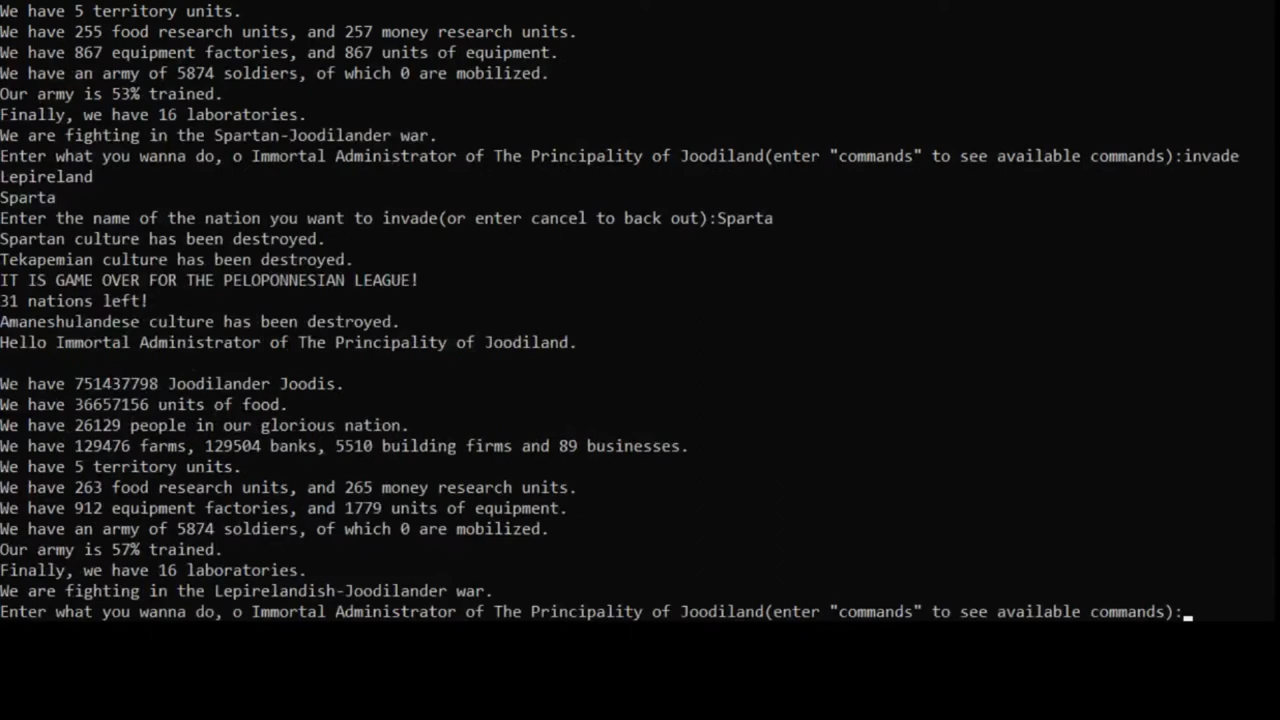 We have 5 territory units.
We have 255 food research units, and 257 money research units.
We have 867 equipment factories, and 867 units of equipment.
We have an army of 5874 soldiers, of which 0 are mobilized.
Our army is 53% trained.
Finally, we have 16 laboratories.
We are fighting in the Spartan-Joodilander war.
Enter what you wanna do, o Immortal Administrator of The Principality of Joodiland(enter "commands" to see available commands):invade
Lepireland
Sparta
Enter the name of the nation you want to invade(or enter cancel to back out):Sparta
Spartan culture has been destroyed.
Tekapemian culture has been destroyed.
IT IS GAME OVER FOR THE PELOPONNESIAN LEAGUE!
31 nations left!
Amaneshulandese culture has been destroyed.
Hello Immortal Administrator of The Principality of Joodiland.
We have 751437798 Joodilander Joodis.
We have 36657156 units of food.
We have 26129 people in our glorious nation.
We have 129476 farms, 129504 banks, 5510 building firms and 89 businesses.
We have 5 territory units.
We have 263 food research units, and 265 money research units.
We have 912 equipment factories, and 1779 units of equipment.
We have an army of 5874 soldiers, of which 0 are mobilized.
Our army is 57% trained.
Finally, we have 16 laboratories.
We are fighting in the Lepirelandish-Joodilander war.
Enter what you wanna do, o Immortal Administrator of The Principality of Joodiland(enter "commands" to see available commands):